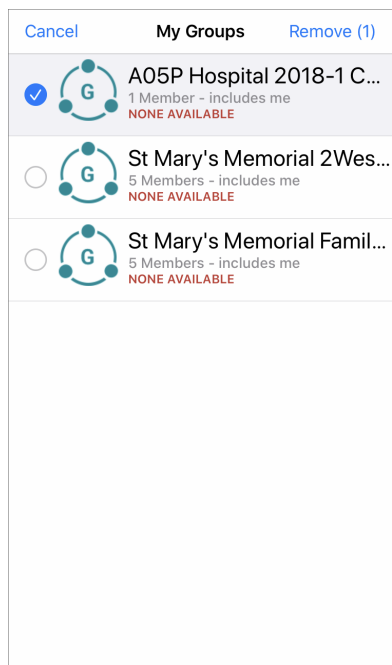 Cancel My Groups Remove (1)
A05P Hospital 2018-1 C...
G
1 Member - includes me
NONE AVAILABLE
St Mary's Memorial 2Wes...
G
5 Members - includes me
NONE AVAILABLE
St Mary's Memorial Famil...
G
5 Members - includes me
NONE AVAILABLE